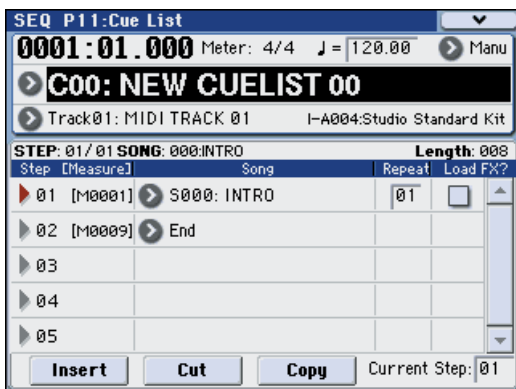 SEQ P11:Cue List
0001:01.000 Meter: 4/4 ♩= 120.00 Manu
C00: NEW CUELIST 00
Track01: MIDI TRACK 01 I-A004:Studio Standard Kit
STEP: 01/01 SONG: 000:INTRO Length: 008
Step [Measure] Song Repeat Load FX?
01 [M0001] S000: INTRO 01
02 [M0009] End
03
04
05
Insert Cut Copy Current Step: 01